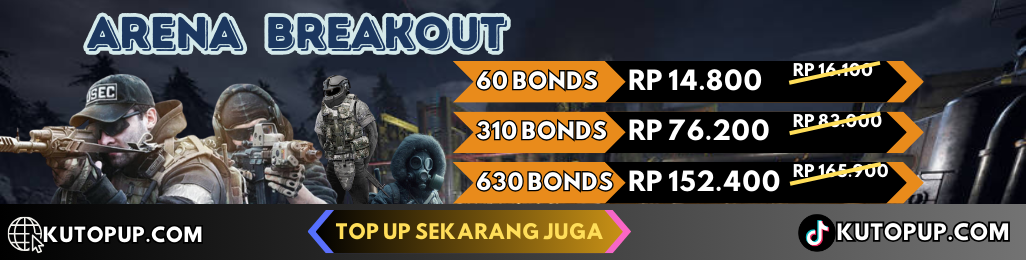 ARENA BREAKOUT
60 BONDS RP 14.800 RP 16.100
310 BONDS RP 76.200 RP 83.000
630 BONDS RP 152.400 RP 165.900
KUTOPUP.COM TOP UP SEKARANG JUGA KUTOPUP.COM